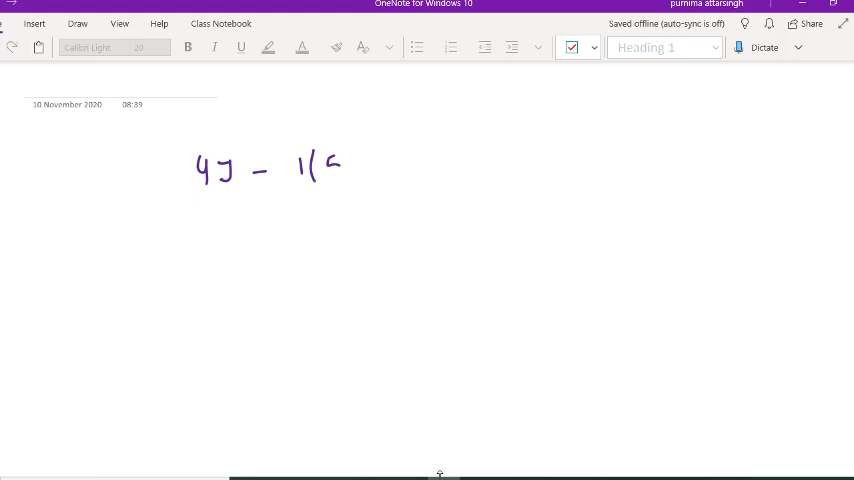 OneNote for Windows 10
purnima attarsingh
Insert
Draw
View
Help
Class Notebook
Saved offline (auto-sync is off)
Share
Calibri Light
20
B
I
U
A
Heading 1
Dictate
10 November 2020
08:39
4J - 1(